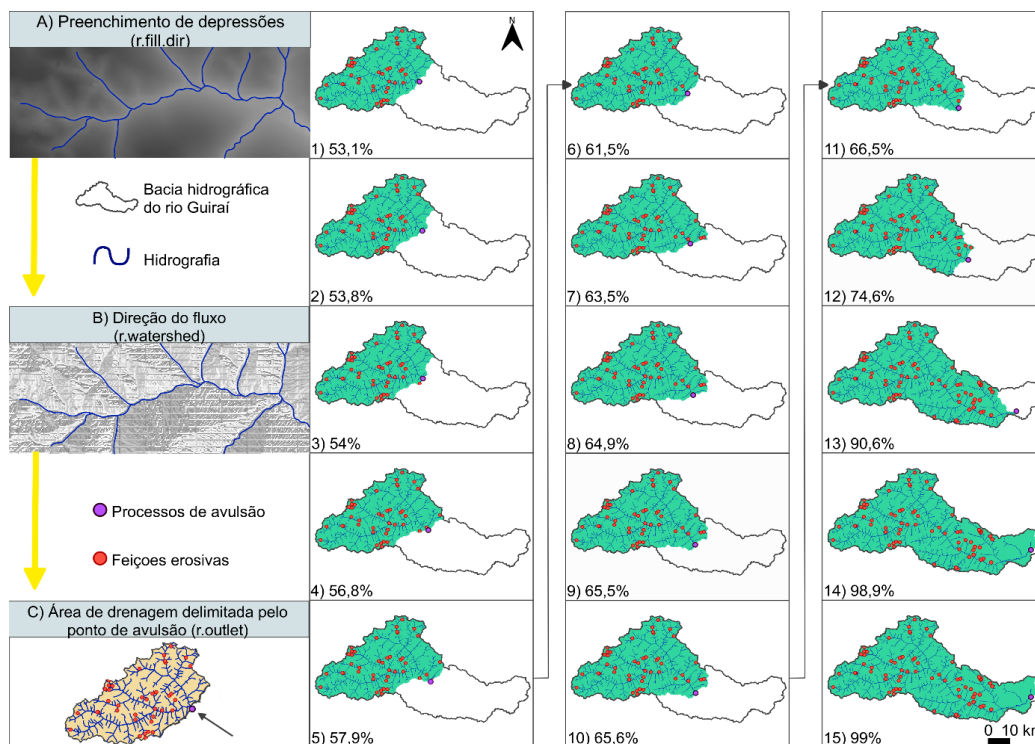 A) Preenchimento de depressões
(r.fill.dir)
Bacia hidrográfica
do rio Guiraí
Hidrografia
B) Direção do fluxo
(r.watershed)
Processos de avulsão
Feiçoes erosivas
C) Área de drenagem delimitada pelo
ponto de avulsão (r.outlet)
N
1) 53,1%
2) 53,8%
3) 54%
4) 56,8%
5) 57,9%
6) 61,5%
7) 63,5%
8) 64,9%
9) 65,5%
10) 65,6%
11) 66,5%
12) 74,6%
13) 90,6%
14) 98,9%
15) 99%
0 10 km